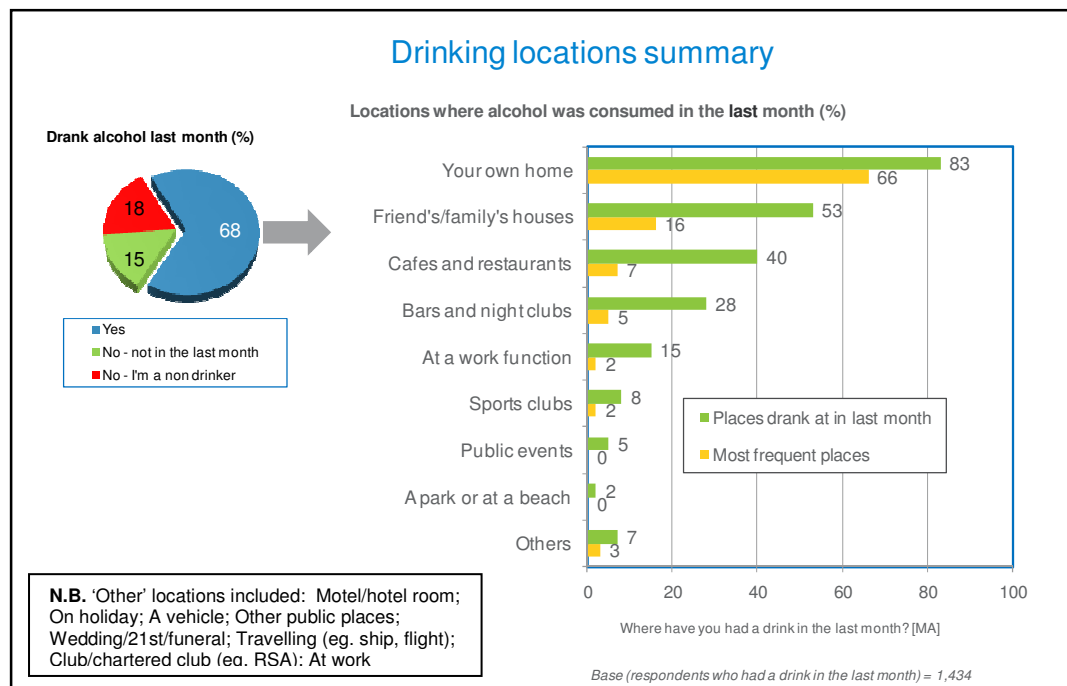 Drinking locations summary
Locations where alcohol was consumed in the last month (%)
Drank alcohol last month (%)
18
68
15
Yes
No - not in the last month
No - I'm a non drinker
Your own home
83
66
Friend's/family's houses
53
16
Cafes and restaurants
40
7
Bars and night clubs
28
5
At a work function
15
2
Sports clubs
8
2
Public events
5
0
A park or at a beach
2
0
Others
7
3
Places drank at in last month
Most frequent places
0 20 40 60 80 100
Where have you had a drink in the last month? [MA]
Base (respondents who had a drink in the last month) = 1,434
N.B. 'Other' locations included: Motel/hotel room;
On holiday; A vehicle; Other public places;
Wedding/21st/funeral; Travelling (eg. ship, flight);
Club/chartered club (eg. RSA); At work